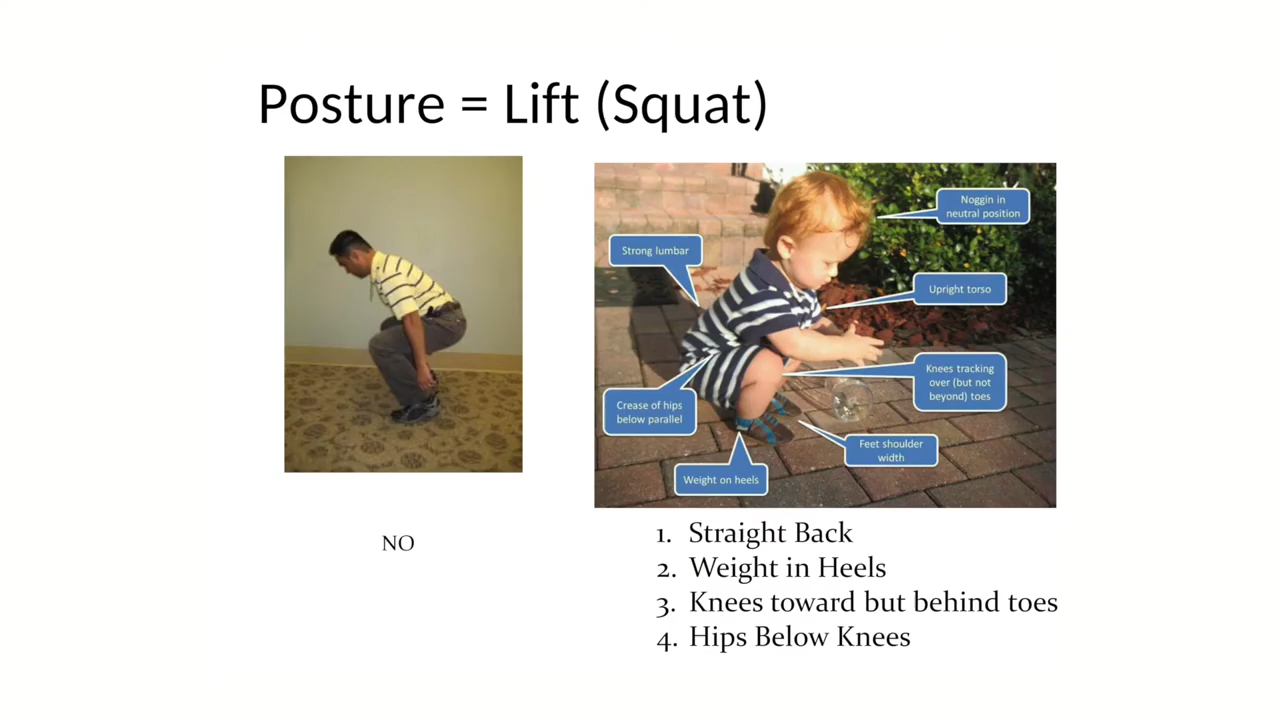 Posture = Lift (Squat)
Noggin in
neutral position
Strong lumbar
Upright torso
Knees tracking
over (but not
beyond) toes
Crease of hips
below parallel
Feet shoulder
width
Weight on heels
NO
1. Straight Back
2. Weight in Heels
3. Knees toward but behind toes
4. Hips Below Knees